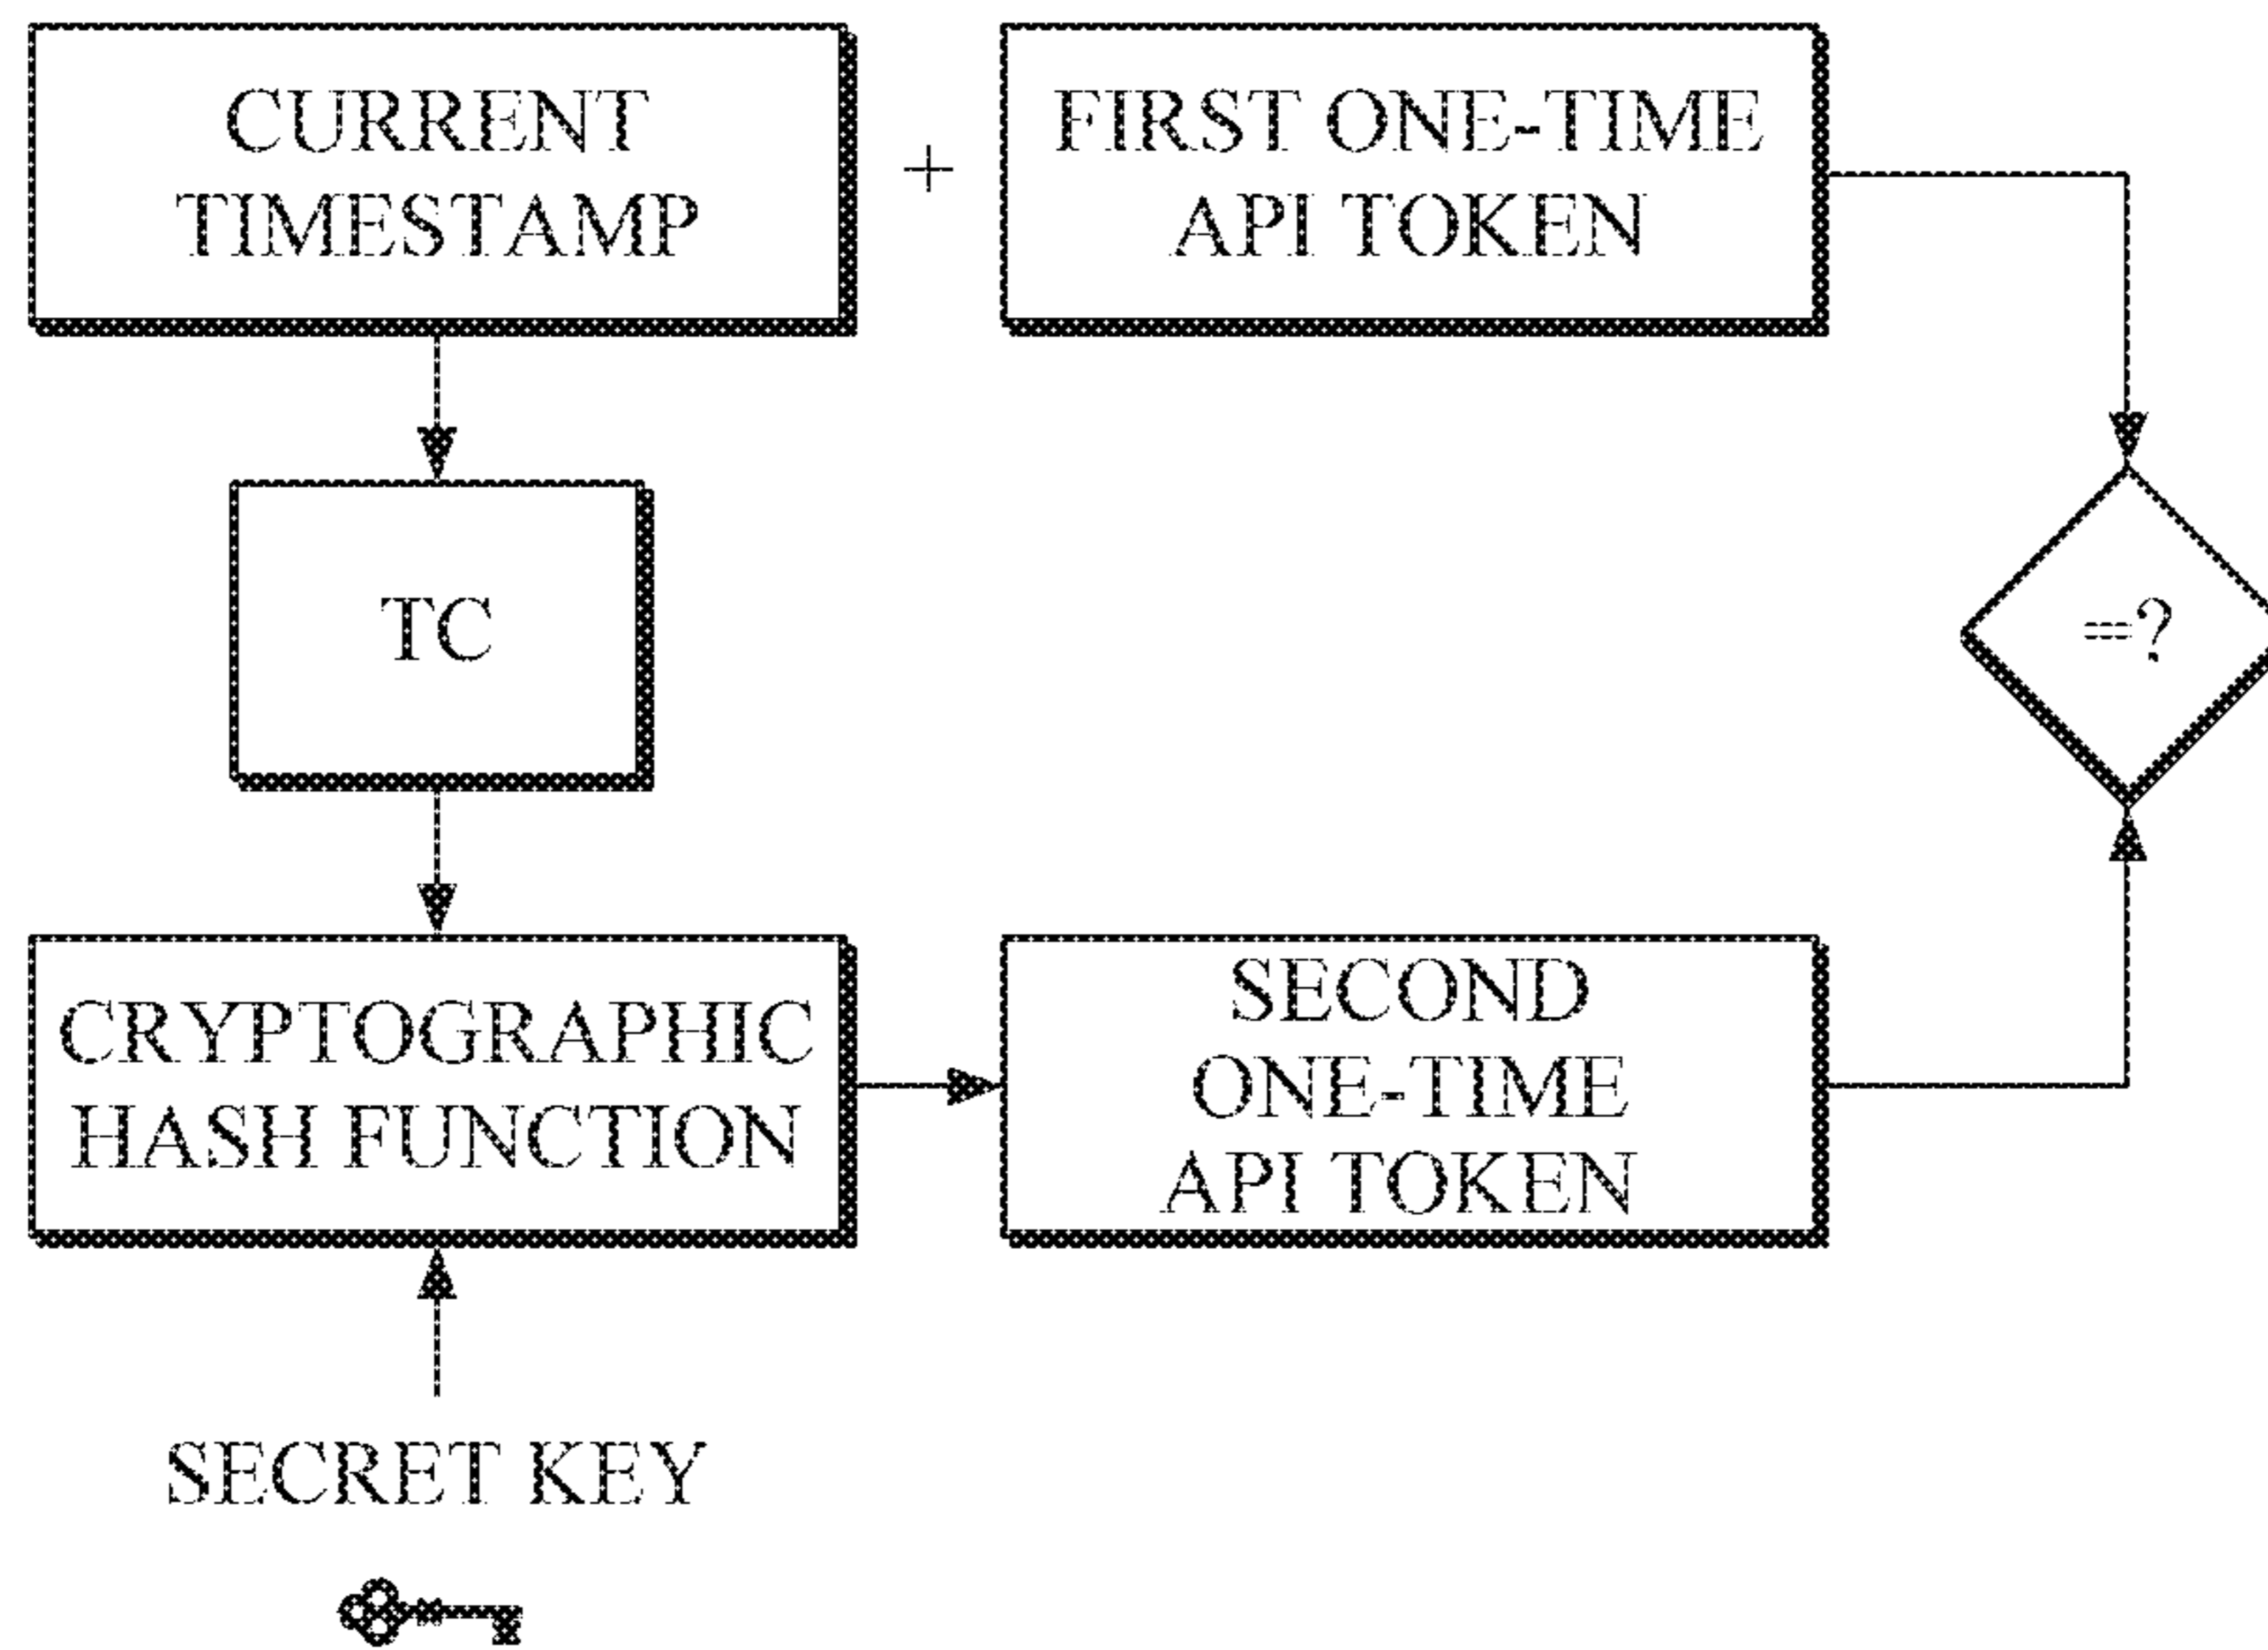 CURRENT
TIMESTAMP
+
FIRST ONE-TIME
API TOKEN
TC
=?
CRYPTOGRAPHIC
HASH FUNCTION
SECOND
ONE-TIME
API TOKEN
SECRET KEY